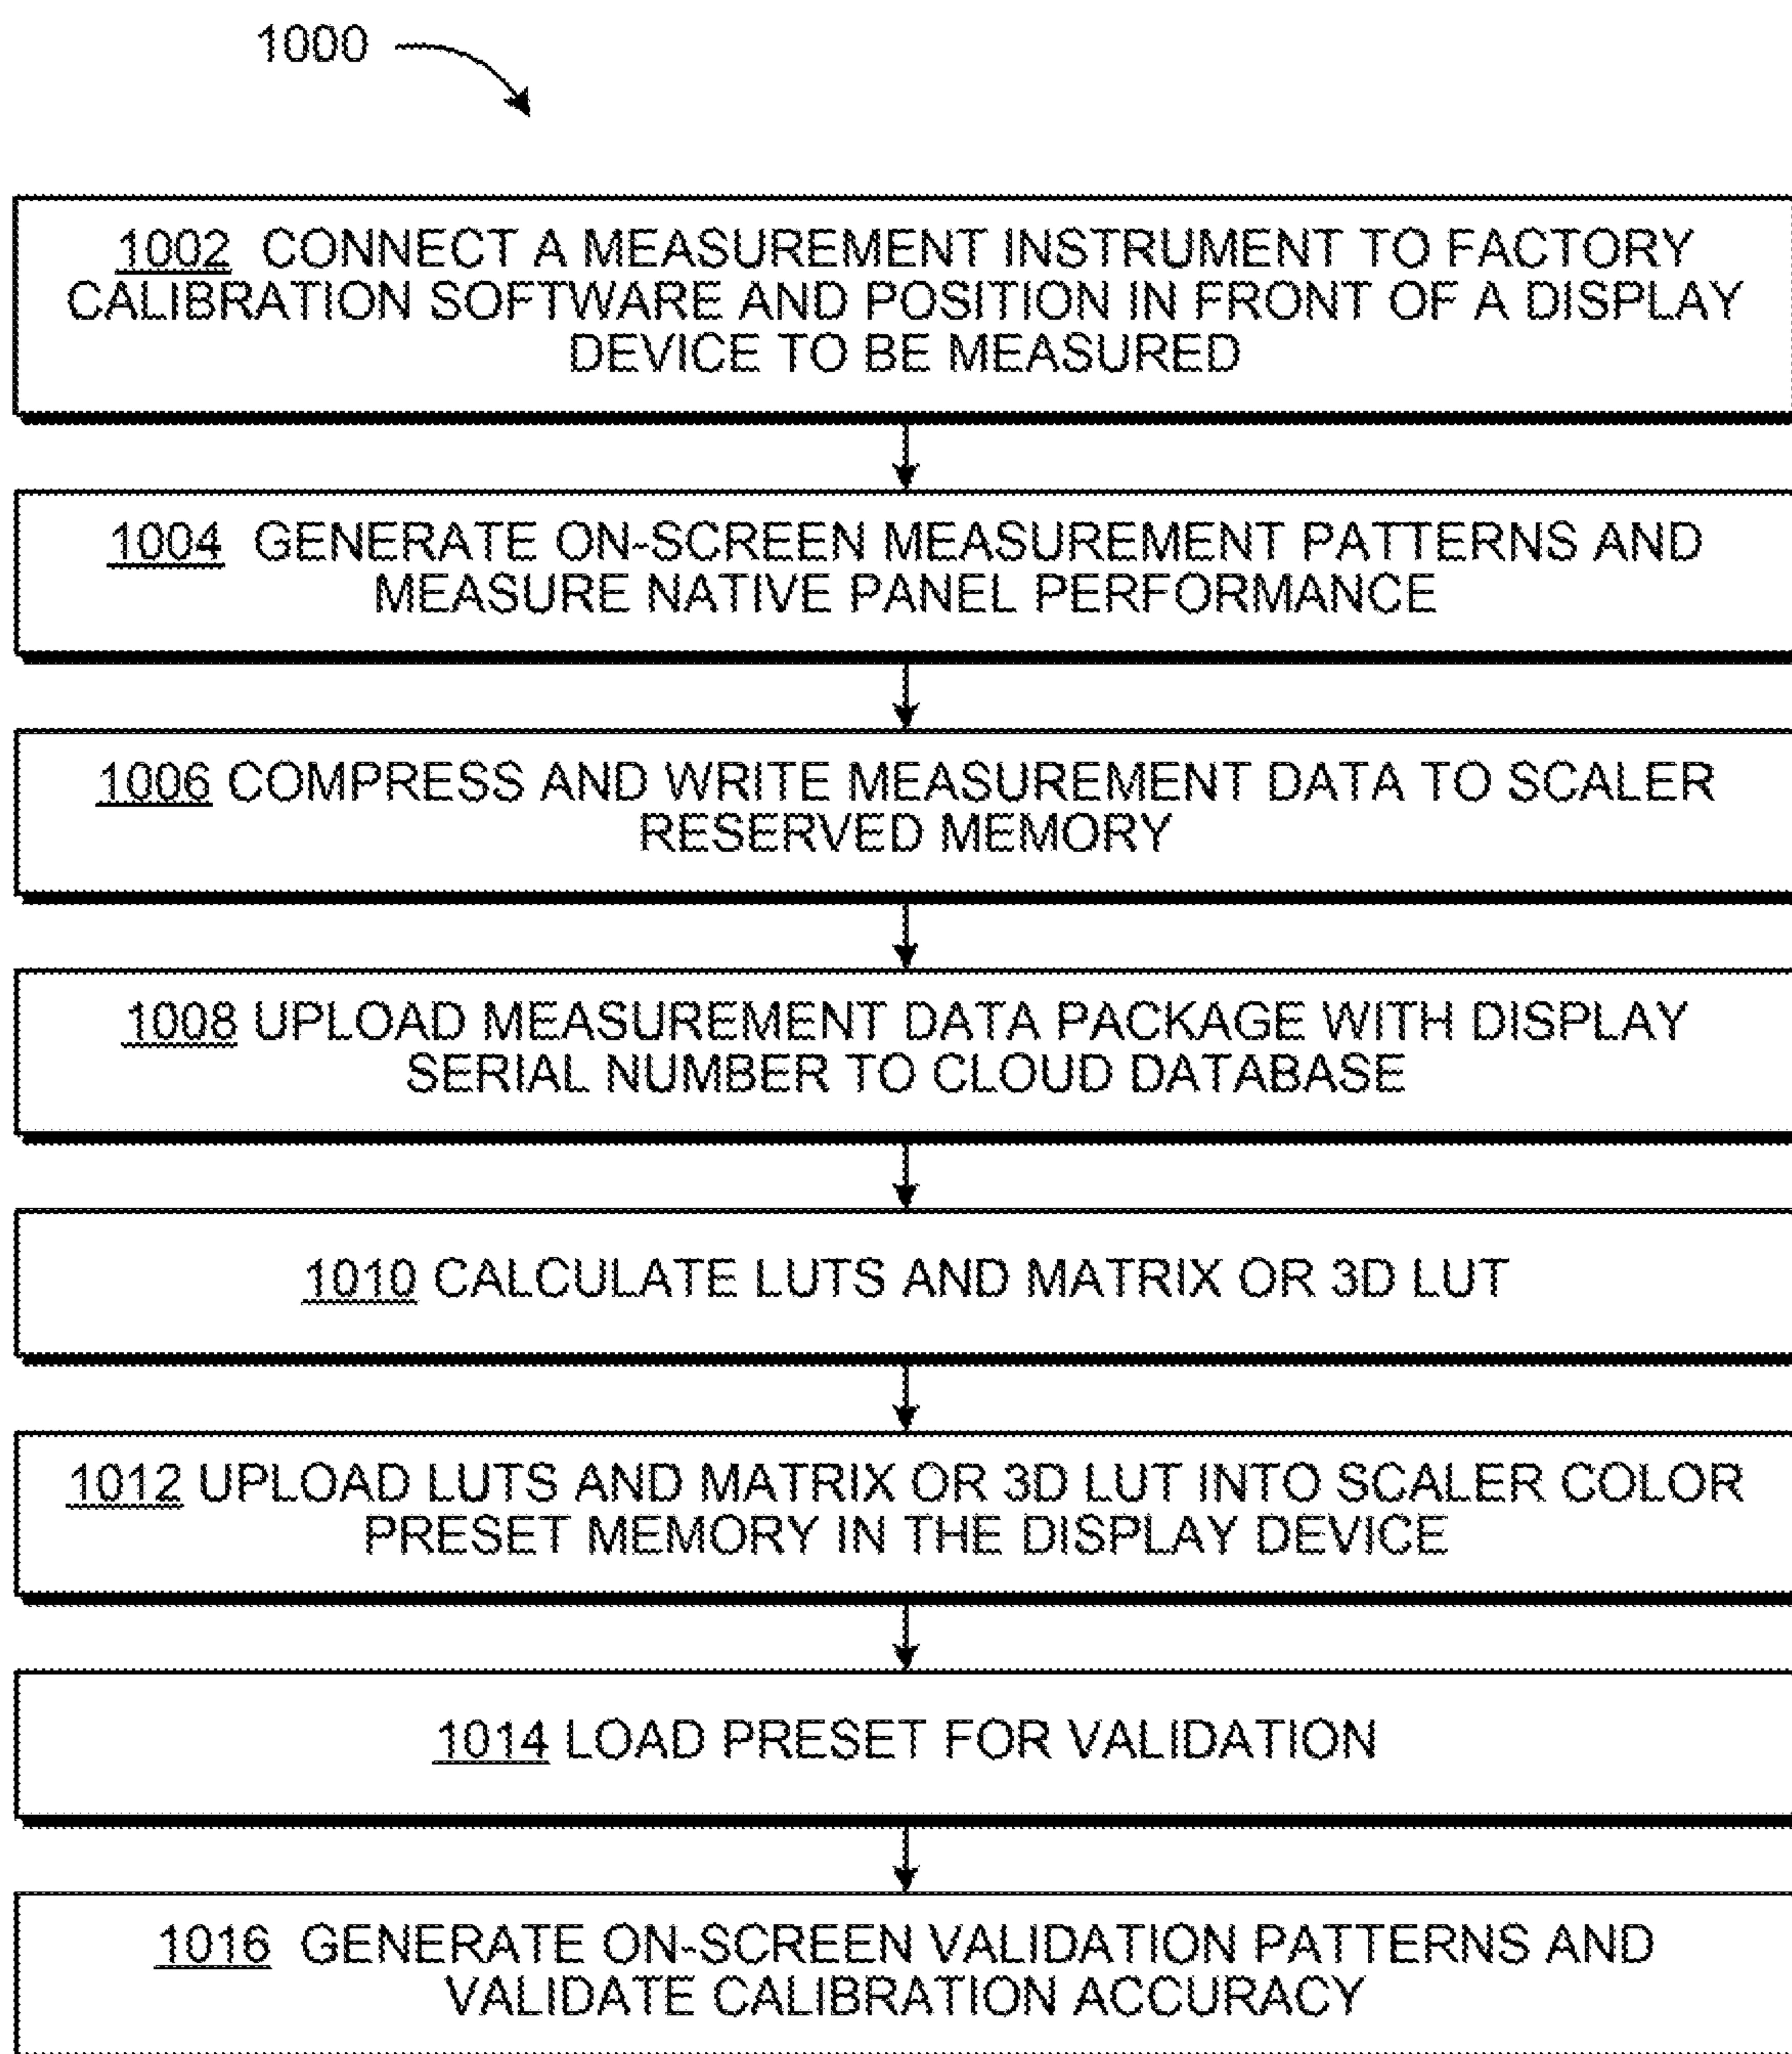 1000
1002 CONNECT A MEASUREMENT INSTRUMENT TO FACTORY
CALIBRATION SOFTWARE AND POSITION IN FRONT OF A DISPLAY
DEVICE TO BE MEASURED
1004 GENERATE ON-SCREEN MEASUREMENT PATTERNS AND
MEASURE NATIVE PANEL PERFORMANCE
1006 COMPRESS AND WRITE MEASUREMENT DATA TO SCALER
RESERVED MEMORY
1008 UPLOAD MEASUREMENT DATA PACKAGE WITH DISPLAY
SERIAL NUMBER TO CLOUD DATABASE
1010 CALCULATE LUTS AND MATRIX OR 3D LUT
1012 UPLOAD LUTS AND MATRIX OR 3D LUT INTO SCALER COLOR
PRESET MEMORY IN THE DISPLAY DEVICE
1014 LOAD PRESET FOR VALIDATION
1016 GENERATE ON-SCREEN VALIDATION PATTERNS AND
VALIDATE CALIBRATION ACCURACY